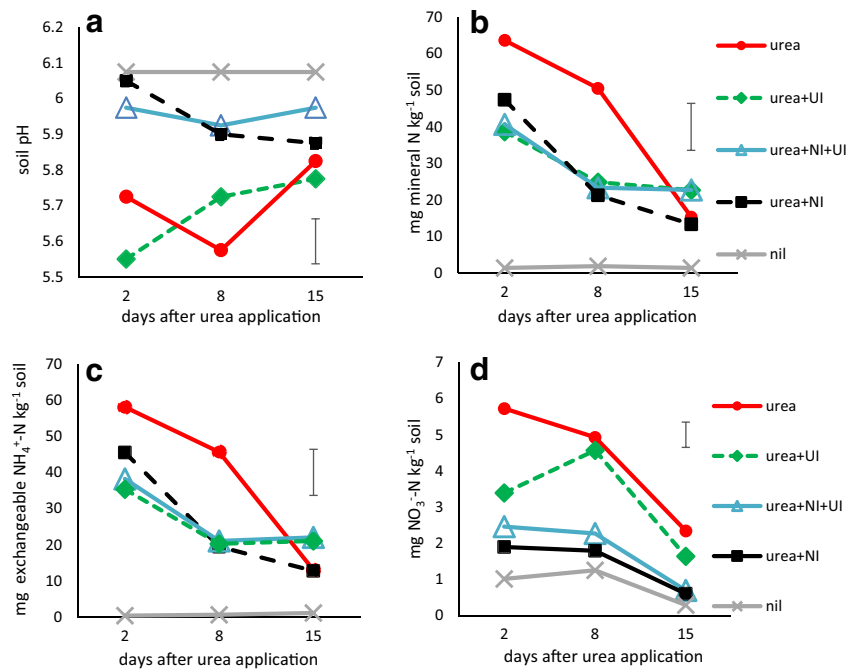 a
6.2
6.1
6
5.9
5.8
5.7
5.6
5.5
soil pH
2 8 15
days after urea application
b
70
60
50
40
30
20
10
0
mg mineral N kg⁻¹ soil
2 8 15
days after urea application
urea
urea+UI
urea+NI+UI
urea+NI
nil
c
70
60
50
40
30
20
10
0
mg exchangeable NH₄⁺-N kg⁻¹ soil
2 8 15
days after urea application
d
7
6
5
4
3
2
1
0
mg NO₃⁻-N kg⁻¹ soil
2 8 15
days after urea application
urea
urea+UI
urea+NI+UI
urea+NI
nil